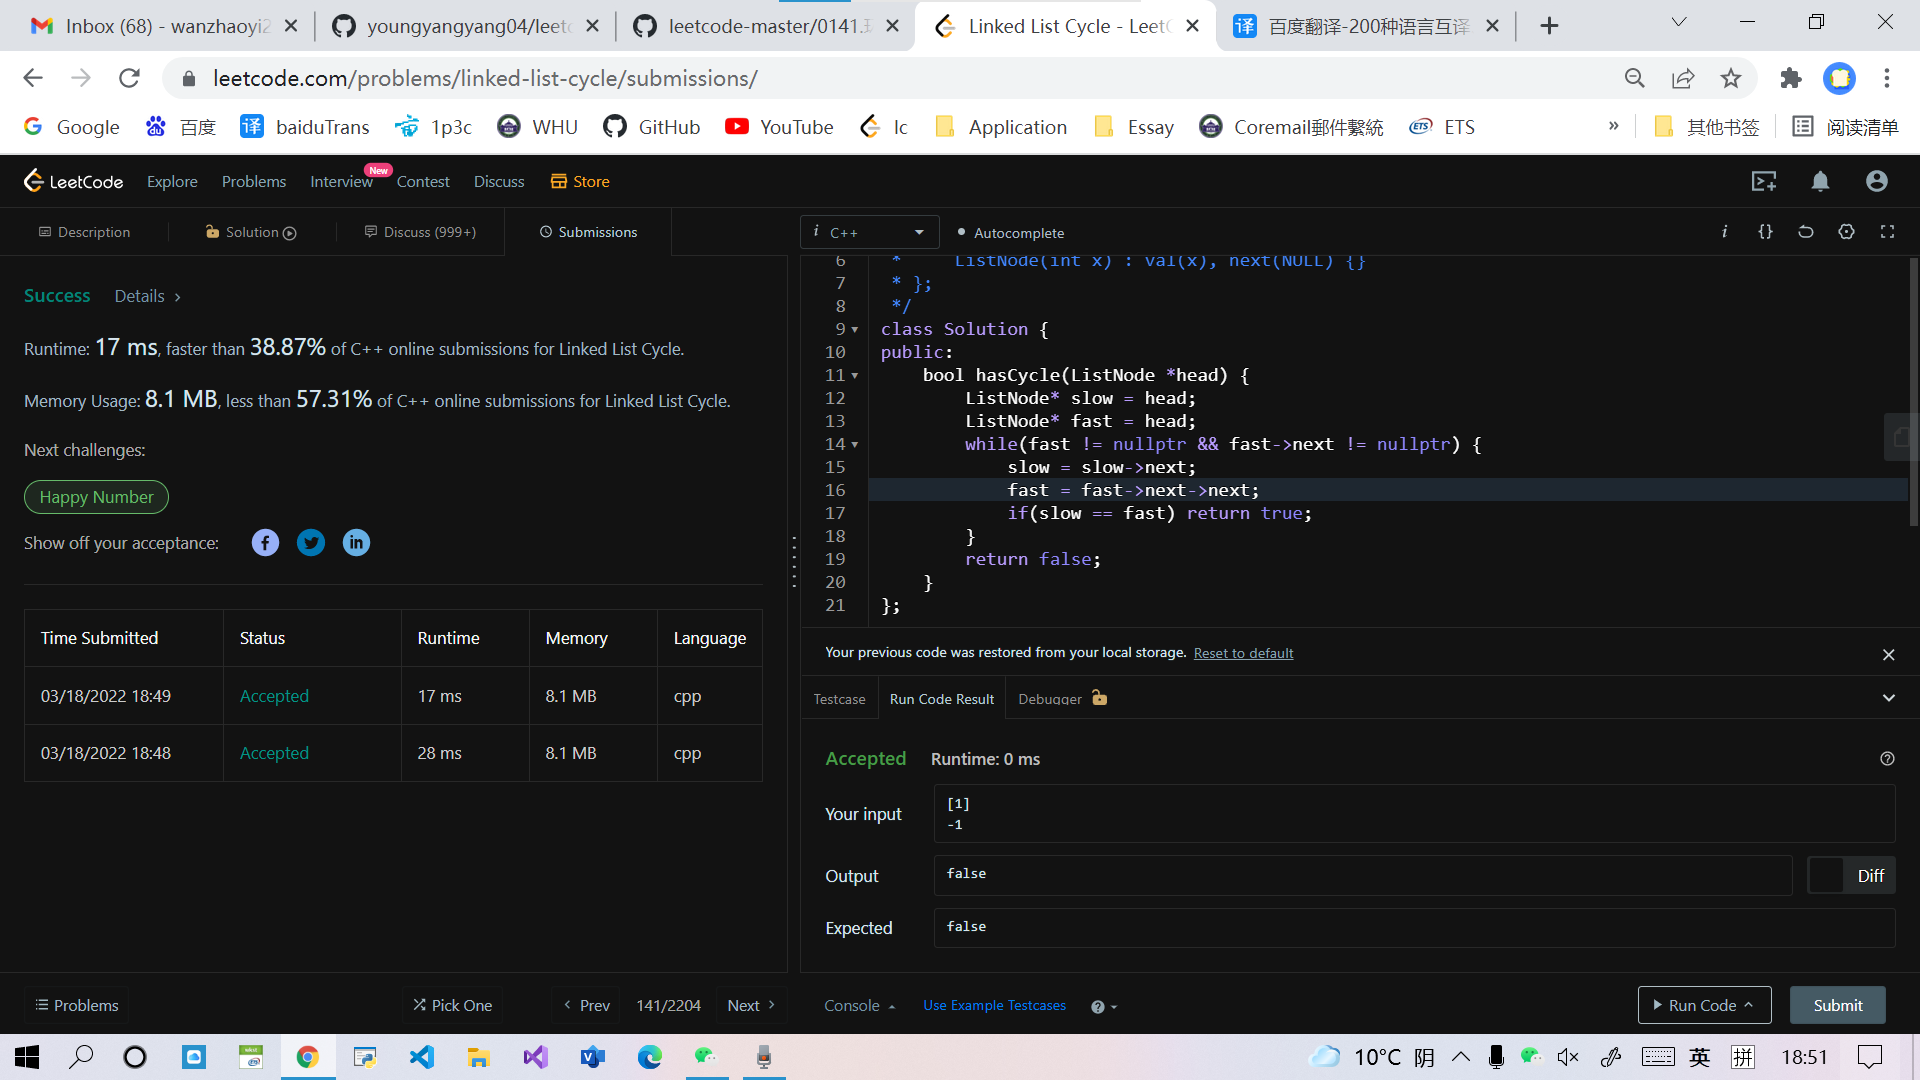 Inbox (68) - wanzhaoyi2
youngyangyang04/leetc
leetcode-master/0141.环
Linked List Cycle - LeetC
译 百度翻译-200种语言互译
leetcode.com/problems/linked-list-cycle/submissions/
Google
百度
译 baiduTrans
1p3c
WHU
GitHub
YouTube
lc
Application
Essay
Coremail郵件繫統
ETS ETS
»
其他书签
阅读清单
LeetCode
Explore
Problems
Interview
New
Contest
Discuss
Store
Description
Solution
Discuss (999+)
Submissions
i C++
Autocomplete
i {}
Success
Details
Runtime: 17 ms, faster than 38.87% of C++ online submissions for Linked List Cycle.
Memory Usage: 8.1 MB, less than 57.31% of C++ online submissions for Linked List Cycle.
Next challenges:
Happy Number
Show off your acceptance:
Time Submitted Status Runtime Memory Language
03/18/2022 18:49 Accepted 17 ms 8.1 MB cpp
03/18/2022 18:48 Accepted 28 ms 8.1 MB cpp
6 * ListNode(int x) : val(x), next(NULL) {}
7 * };
8 */
9 class Solution {
10 public:
11 bool hasCycle(ListNode *head) {
12 ListNode* slow = head;
13 ListNode* fast = head;
14 while(fast != nullptr && fast->next != nullptr) {
15 slow = slow->next;
16 fast = fast->next->next;
17 if(slow == fast) return true;
18 }
19 return false;
20 }
21 };
Your previous code was restored from your local storage. Reset to default
Testcase
Run Code Result
Debugger
Accepted Runtime: 0 ms
Your input
[1]
-1
Output
false
Diff
Expected
false
Problems
Pick One
Prev
141/2204
Next
Console
Use Example Testcases
Run Code
Submit
10°C 阴
英
拼
18:51